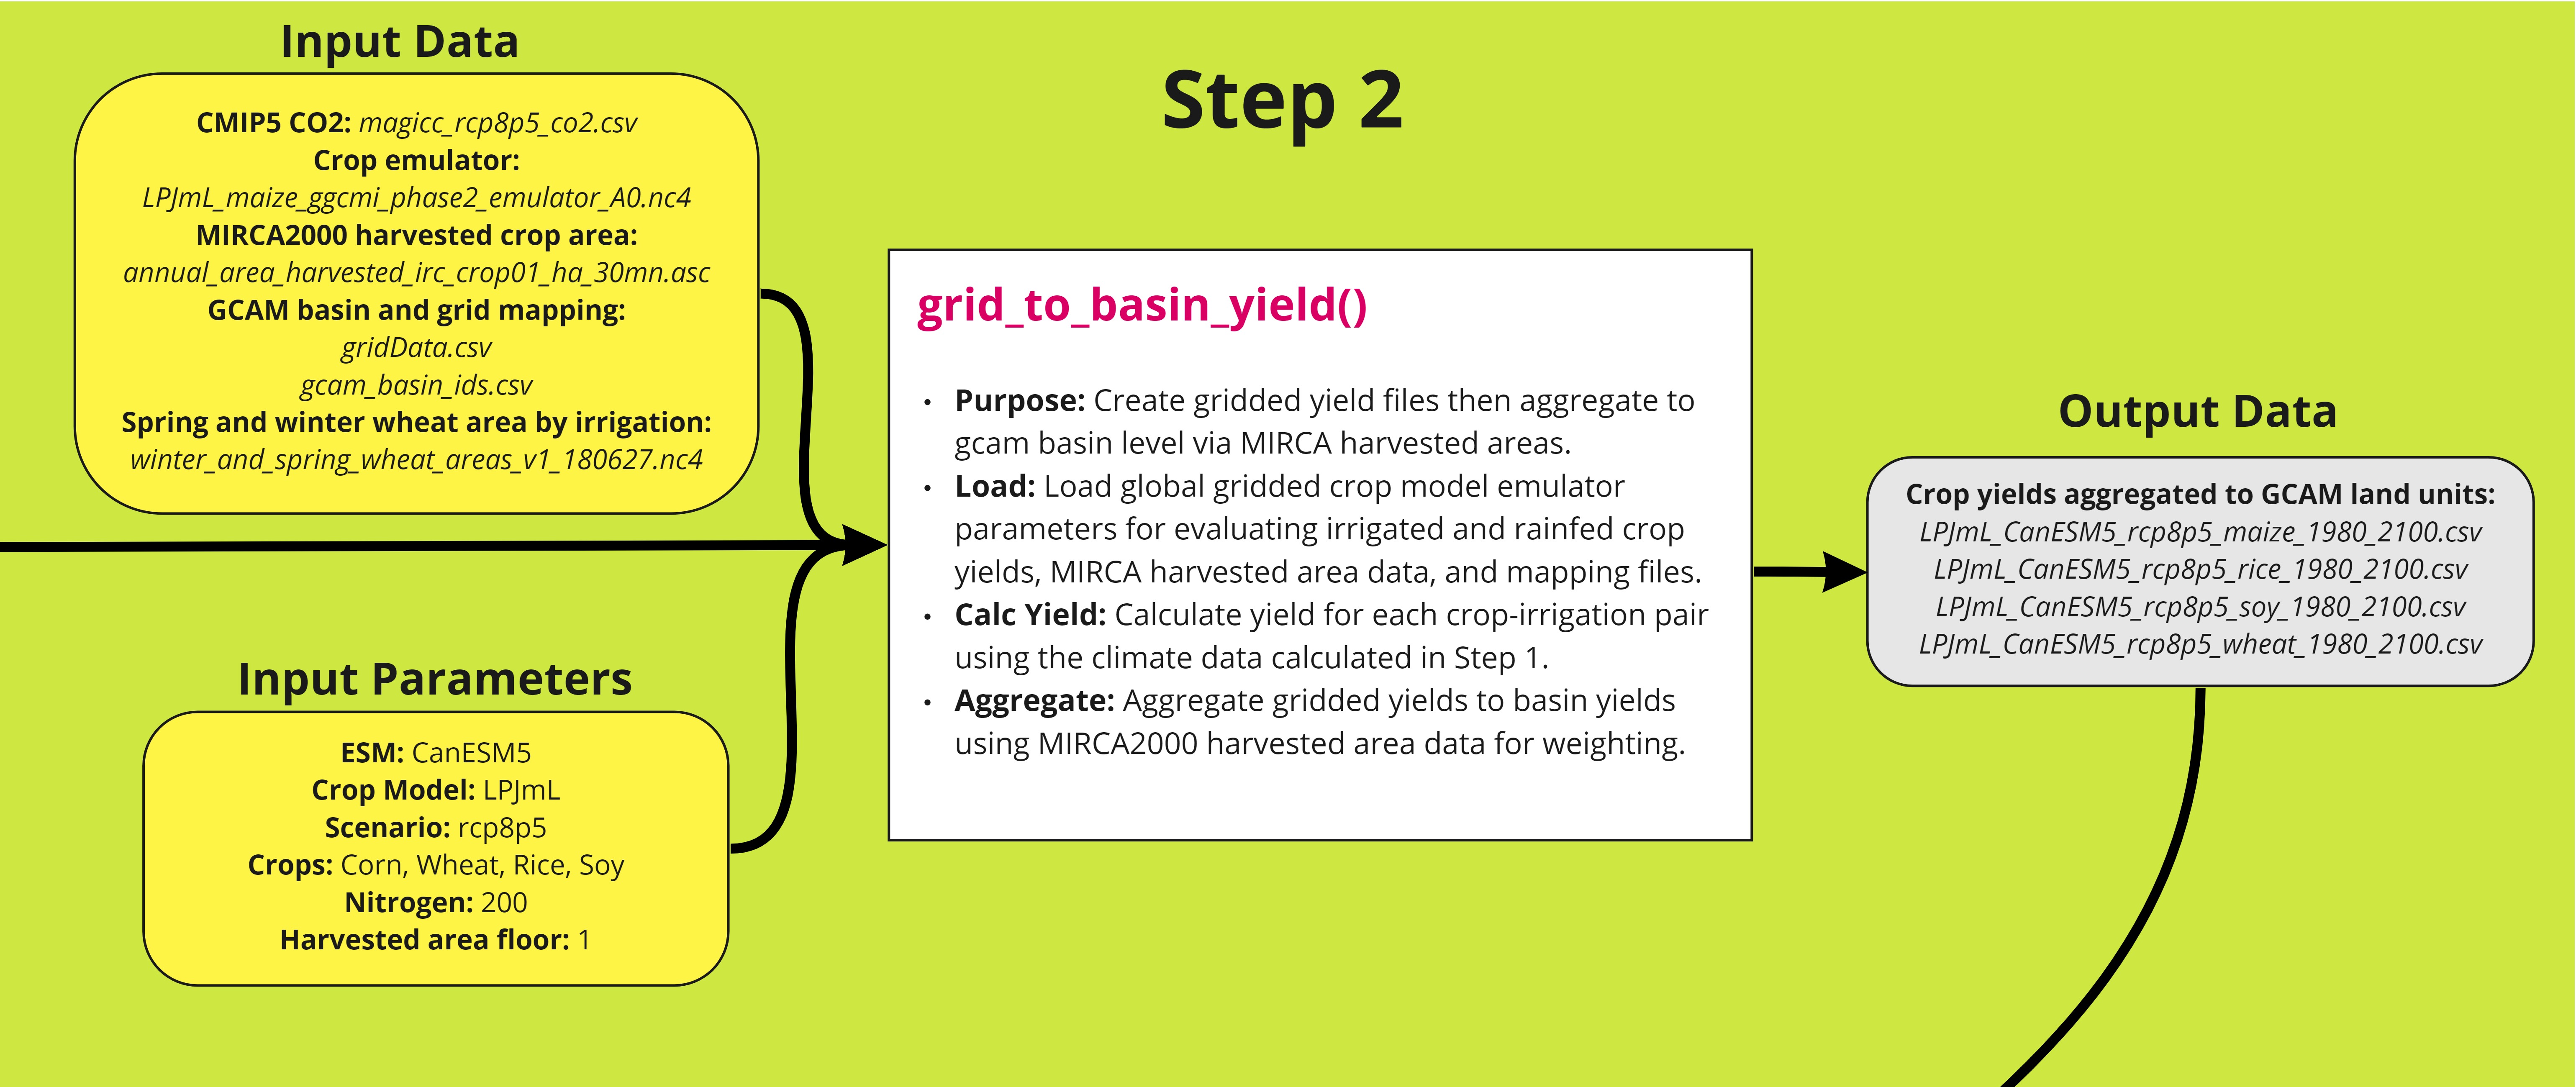 Input Data
CMIP5 CO2: magicc_rcp8p5_co2.csv
Crop emulator:
LPJmL_maize_ggcmi_phase2_emulator_A0.nc4
MIRCA2000 harvested crop area:
annual_area_harvested_irc_crop01_ha_30mn.asc
GCAM basin and grid mapping:
gridData.csv
gcam_basin_ids.csv
Spring and winter wheat area by irrigation:
winter_and_spring_wheat_areas_v1_180627.nc4
Input Parameters
ESM: CanESM5
Crop Model: LPJmL
Scenario: rcp8p5
Crops: Corn, Wheat, Rice, Soy
Nitrogen: 200
Harvested area floor: 1
Step 2
grid_to_basin_yield()
• Purpose: Create gridded yield files then aggregate to
gcam basin level via MIRCA harvested areas.
• Load: Load global gridded crop model emulator
parameters for evaluating irrigated and rainfed crop
yields, MIRCA harvested area data, and mapping files.
• Calc Yield: Calculate yield for each crop-irrigation pair
using the climate data calculated in Step 1.
• Aggregate: Aggregate gridded yields to basin yields
using MIRCA2000 harvested area data for weighting.
Output Data
Crop yields aggregated to GCAM land units:
LPJmL_CanESM5_rcp8p5_maize_1980_2100.csv
LPJmL_CanESM5_rcp8p5_rice_1980_2100.csv
LPJmL_CanESM5_rcp8p5_soy_1980_2100.csv
LPJmL_CanESM5_rcp8p5_wheat_1980_2100.csv